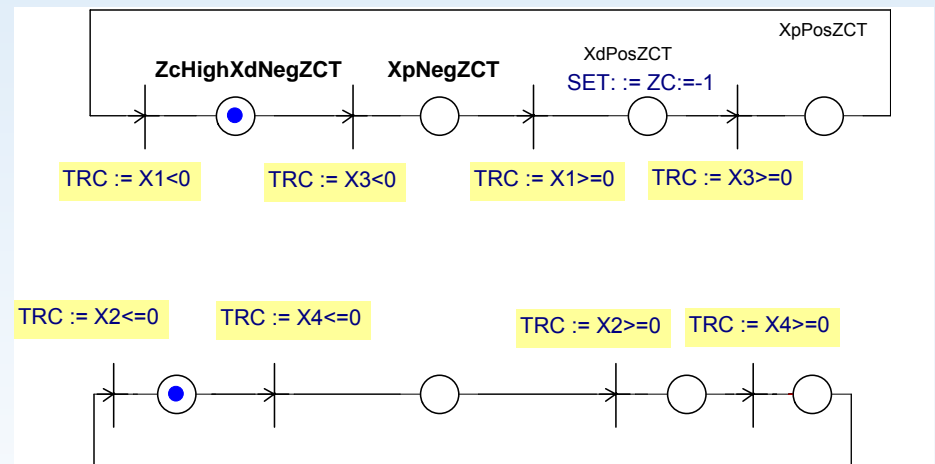 XpPosZCT
ZcHighXdNegZCT
XpNegZCT
XdPosZCT
SET: := ZC:=-1
TRC := X1<0
TRC := X3<0
TRC := X1>=0
TRC := X3>=0
TRC := X2<=0
TRC := X4<=0
TRC := X2>=0
TRC := X4>=0